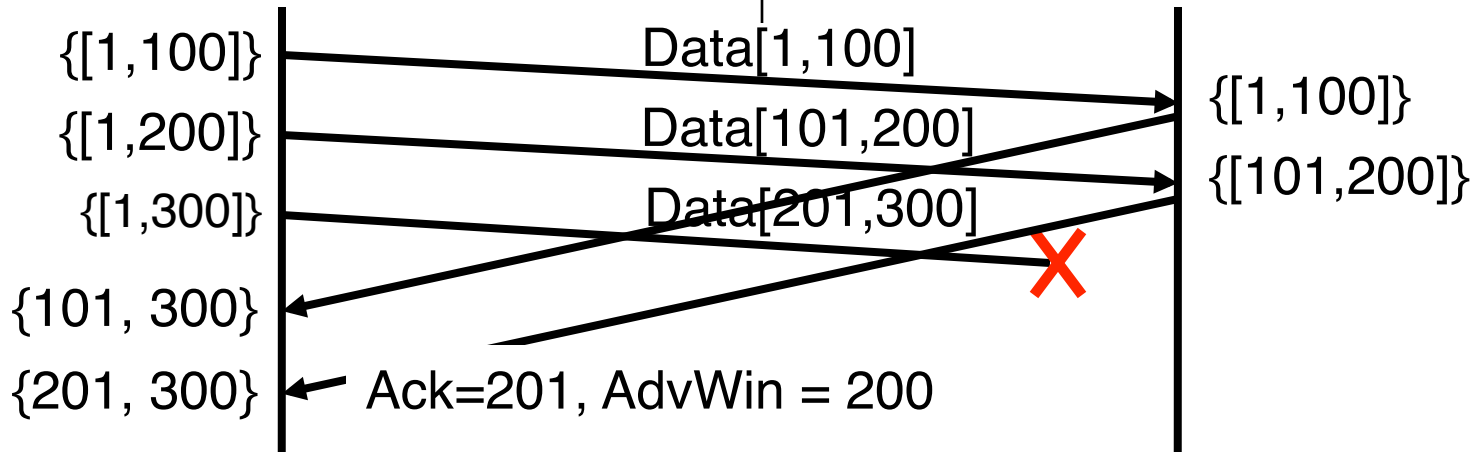 {[1,100]} Data[1,100] {[1,100]}
{[1,200]} Data[101,200] {[101,200]}
{[1,300]} Data[201,300]
{101, 300}
{201, 300} Ack=201, AdvWin = 200